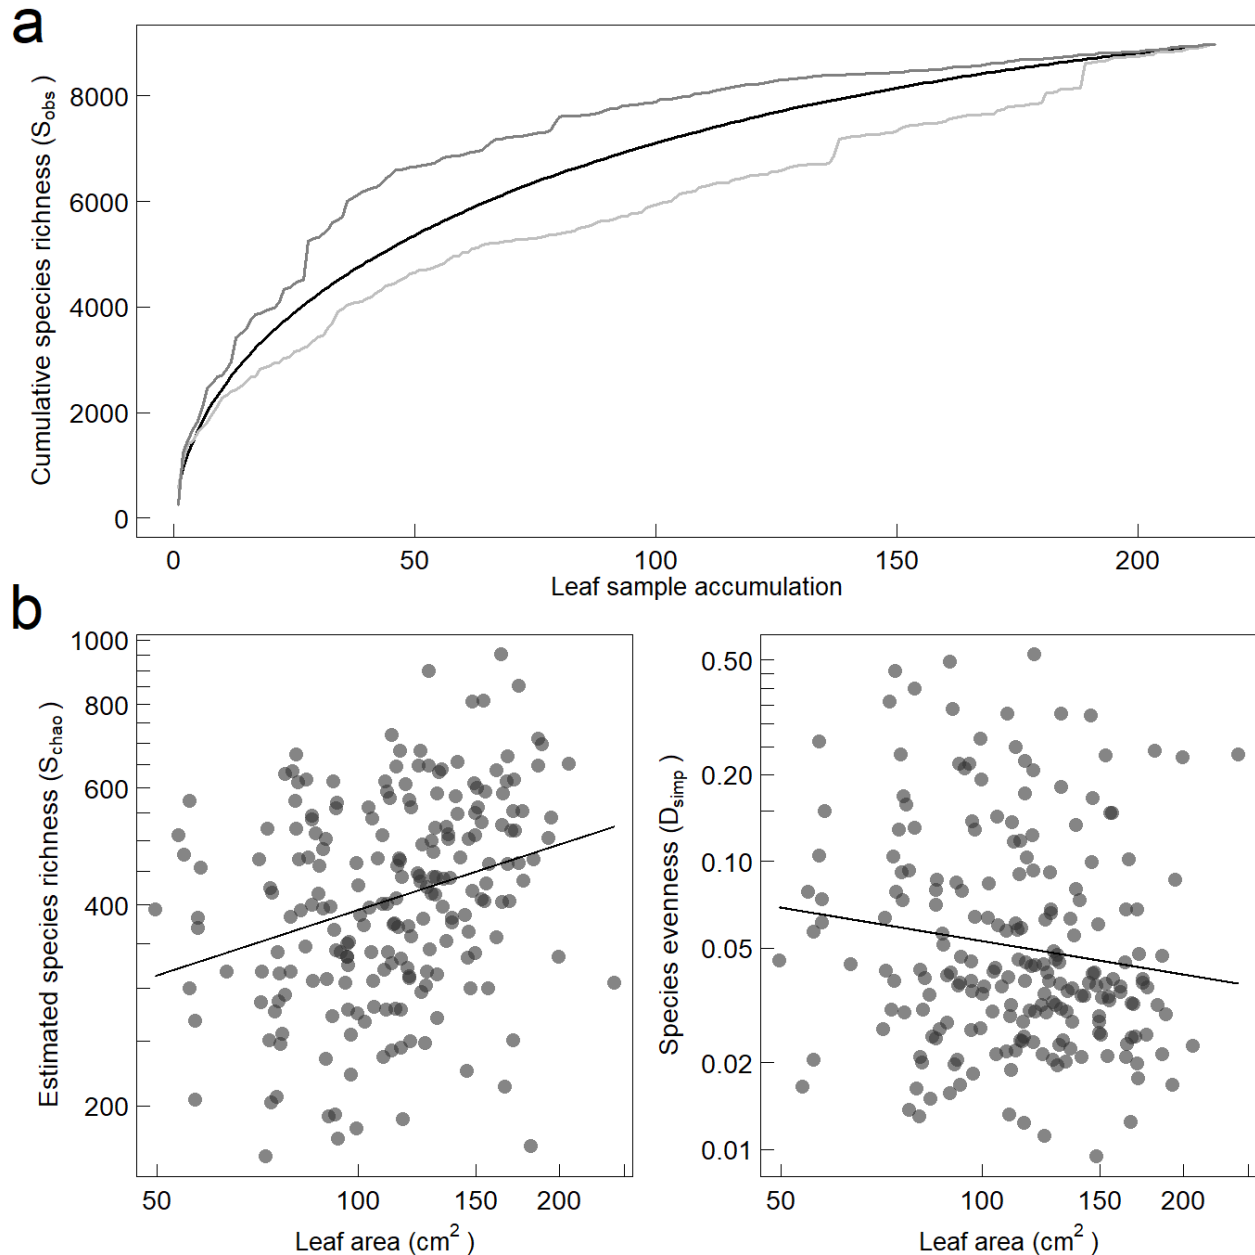 a
Cumulative species richness (Sobs)
8000
6000
4000
2000
0
0 50 100 150 200
Leaf sample accumulation
b
Estimated species richness (Schao)
1000
800
600
400
200
50 100 150 200
Leaf area (cm2)
Species evenness (Dsimp)
0.50
0.20
0.10
0.05
0.02
0.01
50 100 150 200
Leaf area (cm2)